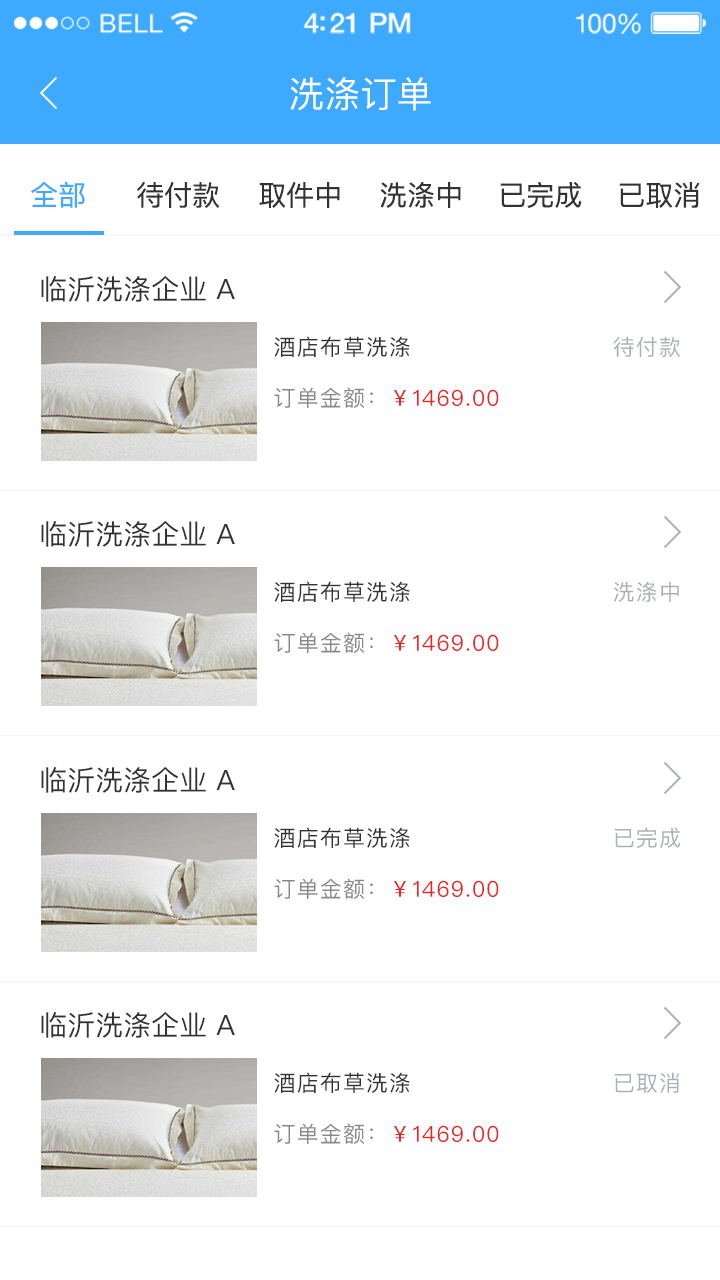 BELL 4:21 PM 100%
洗涤订单
全部 待付款 取件中 洗涤中 已完成 已取消
临沂洗涤企业 A
酒店布草洗涤 待付款
订单金额： ￥1469.00
临沂洗涤企业 A
酒店布草洗涤 洗涤中
订单金额： ￥1469.00
临沂洗涤企业 A
酒店布草洗涤 已完成
订单金额： ￥1469.00
临沂洗涤企业 A
酒店布草洗涤 已取消
订单金额： ￥1469.00